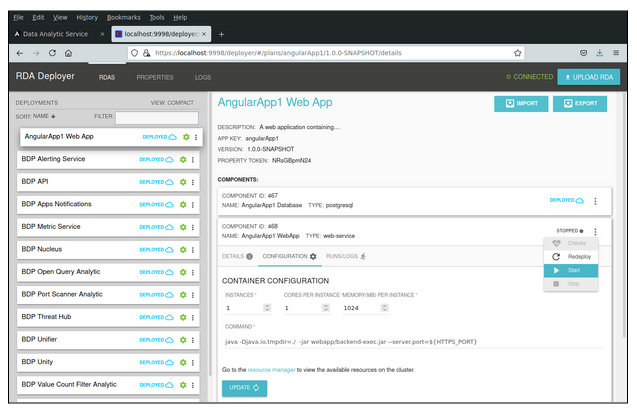 File Edit View History Bookmarks Tools Help
Data Analytic Service × localhost:9998/deployer × +
https://localhost:9998/deployer/#/plans/angularApp1/1.0.0-SNAPSHOT/details
RDA Deployer RDAS PROPERTIES LOGS CONNECTED UPLOAD RDA
DEPLOYMENTS VIEW: COMPACT
SORT: NAME FILTER:
AngularApp1 Web App DEPLOYED
BDP Alerting Service DEPLOYED
BDP API DEPLOYED
BDP Apps Notifications DEPLOYED
BDP Metric Service DEPLOYED
BDP Nucleus DEPLOYED
BDP Open Query Analytic DEPLOYED
BDP Port Scanner Analytic DEPLOYED
BDP Threat Hub DEPLOYED
BDP Unifier DEPLOYED
BDP Unity DEPLOYED
BDP Value Count Filter Analytic DEPLOYED
AngularApp1 Web App IMPORT EXPORT
DESCRIPTION: A web application containing....
APP KEY: angularApp1
VERSION: 1.0.0-SNAPSHOT
PROPERTY TOKEN: NRsGBpmN24
COMPONENTS:
COMPONENT ID: 467
NAME: AngularApp1 Database TYPE: postgresql DEPLOYED
COMPONENT ID: 468
NAME: AngularApp1 WebApp TYPE: web-service STOPPED
Checks
Redeploy
Start
Stop
DETAILS CONFIGURATION RUNS/LOGS
CONTAINER CONFIGURATION
INSTANCES * CORES PER INSTANCE * MEMORY(MB) PER INSTANCE *
1 1 1024
COMMAND *
java -Djava.io.tmpdir=./ -jar webapp/backend-exec.jar --server.port=${HTTPS_PORT}
Go to the resource manager to view the available resources on the cluster.
UPDATE